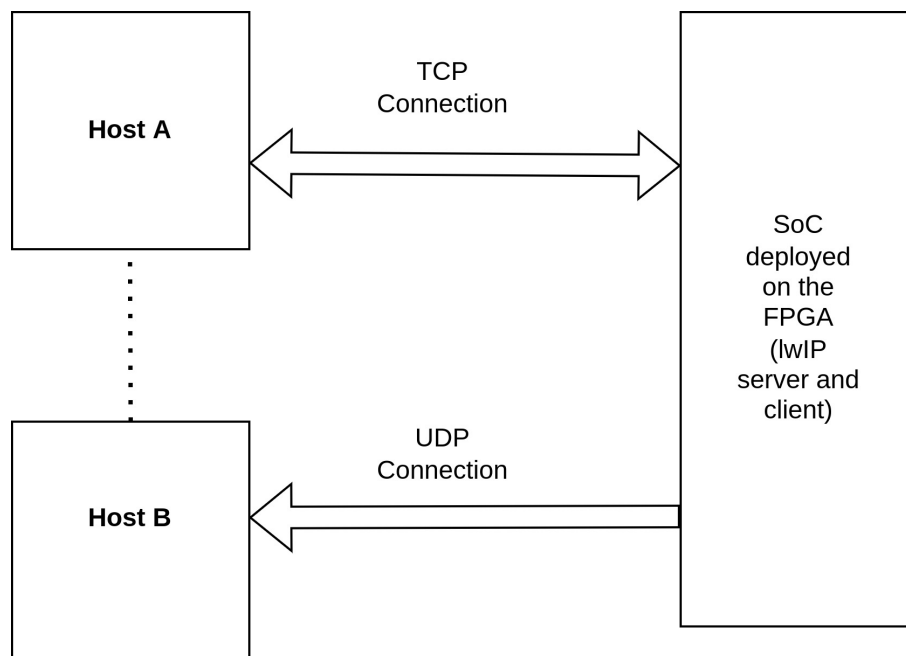 Host A
TCP
Connection
SoC
deployed
on the
FPGA
(lwIP
server and
client)
Host B
UDP
Connection